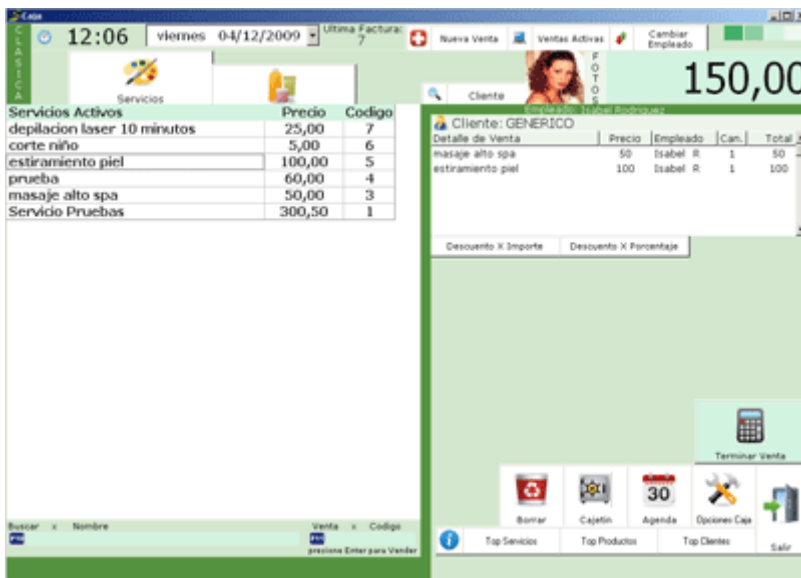 Caja
CLASICA
12:06
viernes 04/12/2009
Ultima Factura:
7
Nueva Venta
Ventas Activas
Cambiar
Empleado
Servicios
FOTOS
Cliente
150,00
Empleado: Isabel Rodriguez
Servicios Activos Precio Codigo
depilacion laser 10 minutos 25,00 7
corte niño 5,00 6
estiramiento piel 100,00 5
prueba 60,00 4
masaje alto spa 50,00 3
Servicio Pruebas 300,50 1
Cliente: GENERICO
Detalle de Venta Precio Empleado Can. Total
masaje alto spa 50 Isabel R 1 50
estiramiento piel 100 Isabel R 1 100
Descuento X Importe Descuento X Porcentaje
Terminar Venta
30
Borrar Cajetin Agenda Opciones Caja
Salir
Top Servicios Top Productos Top Clientes
Buscar x Nombre
Venta x Codigo
presione Enter para Vender